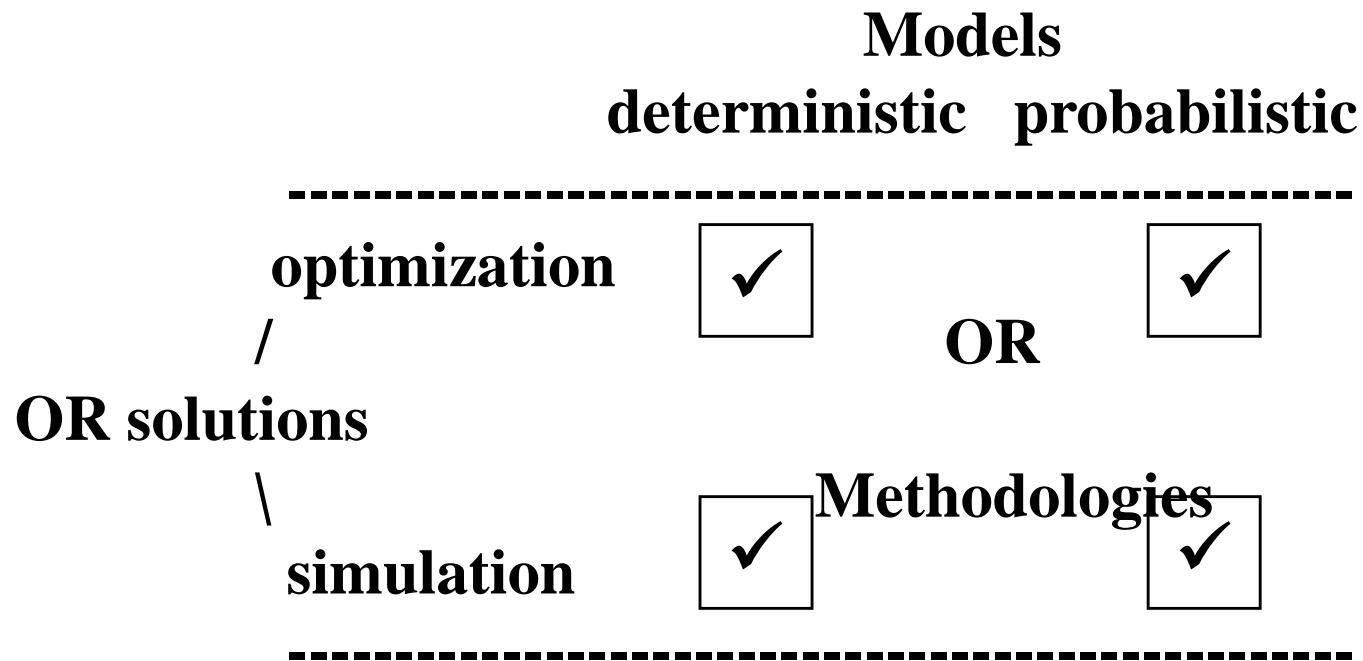 Models
deterministic probabilistic
------------------------------------------------------------------
optimization ✓ ✓
/ OR
OR solutions
\ Methodologies
simulation ✓ ✓
------------------------------------------------------------------